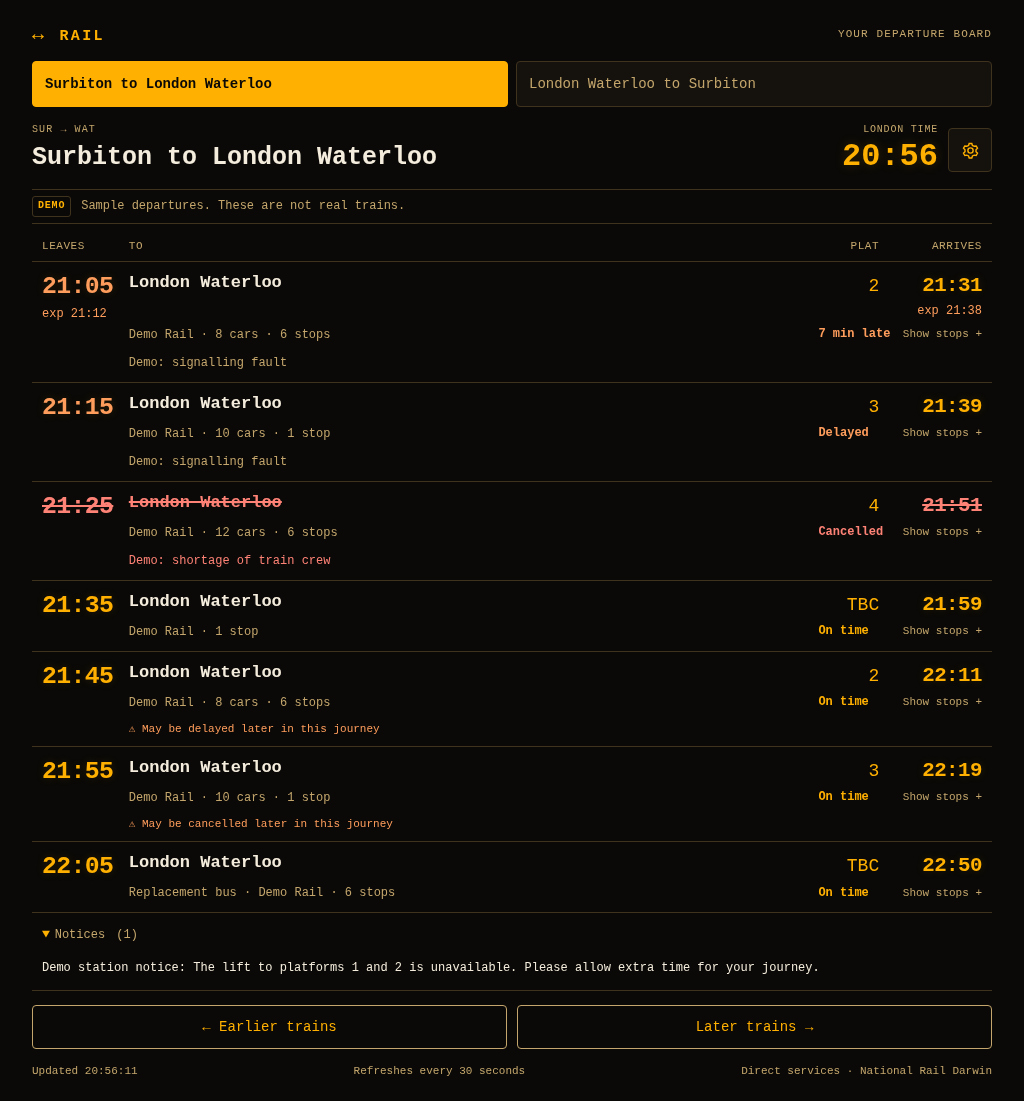 ↔ RAIL YOUR DEPARTURE BOARD
Surbiton to London Waterloo London Waterloo to Surbiton
SUR → WAT LONDON TIME
Surbiton to London Waterloo 20:56
DEMO Sample departures. These are not real trains.
LEAVES TO PLAT ARRIVES
21:05 London Waterloo 2 21:31
exp 21:12 exp 21:38
Demo Rail · 8 cars · 6 stops 7 min late Show stops +
Demo: signalling fault
21:15 London Waterloo 3 21:39
Demo Rail · 10 cars · 1 stop Delayed Show stops +
Demo: signalling fault
21:25 London Waterloo 4 21:51
Demo Rail · 12 cars · 6 stops Cancelled Show stops +
Demo: shortage of train crew
21:35 London Waterloo TBC 21:59
Demo Rail · 1 stop On time Show stops +
21:45 London Waterloo 2 22:11
Demo Rail · 8 cars · 6 stops On time Show stops +
⚠ May be delayed later in this journey
21:55 London Waterloo 3 22:19
Demo Rail · 10 cars · 1 stop On time Show stops +
⚠ May be cancelled later in this journey
22:05 London Waterloo TBC 22:50
Replacement bus · Demo Rail · 6 stops On time Show stops +
▼ Notices (1)
Demo station notice: The lift to platforms 1 and 2 is unavailable. Please allow extra time for your journey.
← Earlier trains Later trains →
Updated 20:56:11 Refreshes every 30 seconds Direct services · National Rail Darwin